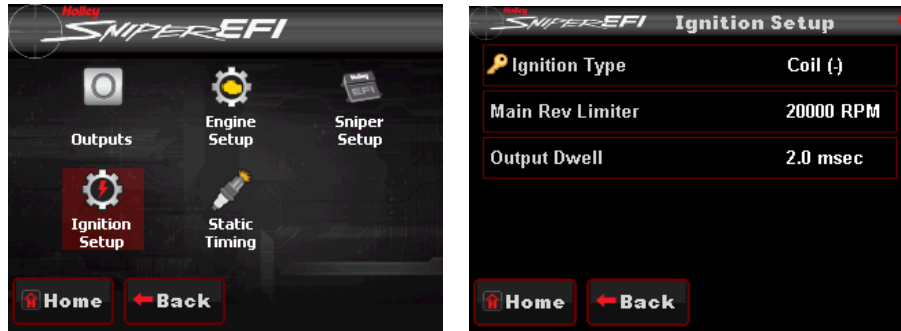 Holley
SNIPER EFI
O
Outputs
Engine
Setup
Holley
EFI
Sniper
Setup
Ignition
Setup
Static
Timing
H
Home
Back
Holley
SNIPER EFI Ignition Setup
Ignition Type Coil (-)
Main Rev Limiter 20000 RPM
Output Dwell 2.0 msec
H
Home
Back